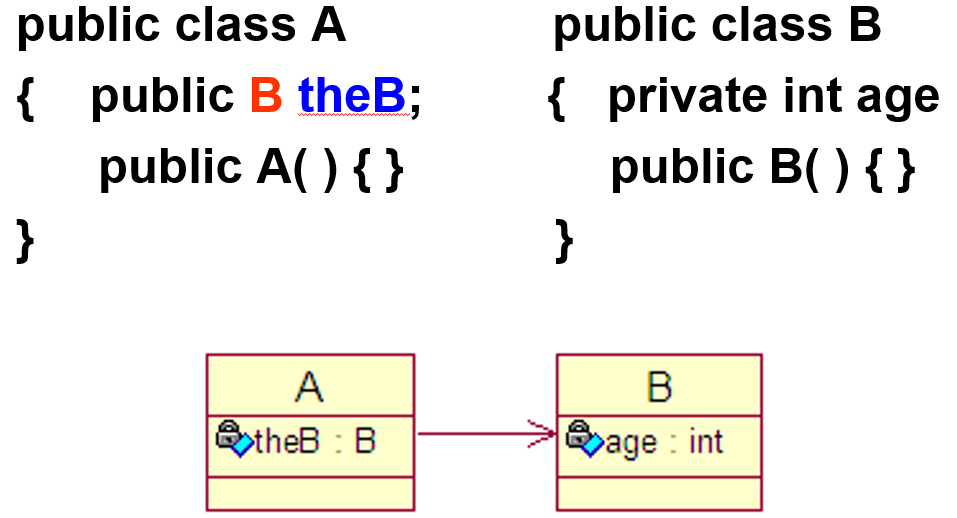 public class A
{ public B theB;
public A( ) { }
}
public class B
{ private int age
public B( ) { }
}
A
theB : B
B
age : int